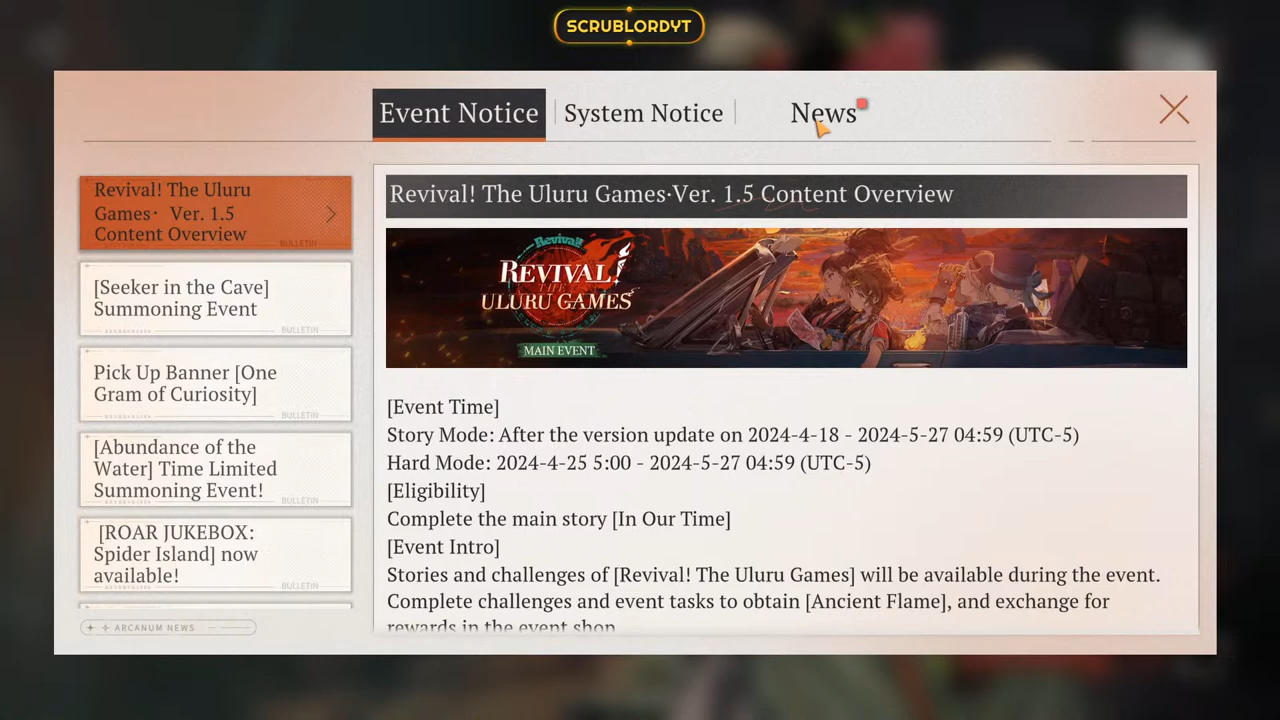 SCRUBLORDYT
Event Notice
System Notice
News
Revival! The Uluru
Games· Ver. 1.5
Content Overview
BULLETIN
[Seeker in the Cave]
Summoning Event
BULLETIN
Pick Up Banner [One
Gram of Curiosity]
BULLETIN
[Abundance of the
Water] Time Limited
Summoning Event!
BULLETIN
[ROAR JUKEBOX:
Spider Island] now
available!
BULLETIN
ARCANUM NEWS
Revival! The Uluru Games·Ver. 1.5 Content Overview
Revival!
REVIVAL!
THE
ULURU GAMES
MAIN EVENT
[Event Time]
Story Mode: After the version update on 2024-4-18 - 2024-5-27 04:59 (UTC-5)
Hard Mode: 2024-4-25 5:00 - 2024-5-27 04:59 (UTC-5)
[Eligibility]
Complete the main story [In Our Time]
[Event Intro]
Stories and challenges of [Revival! The Uluru Games] will be available during the event.
Complete challenges and event tasks to obtain [Ancient Flame], and exchange for
rewards in the event shop